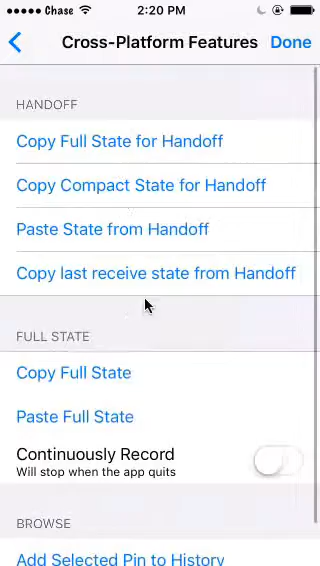 Chase 2:20 PM
Cross-Platform Features Done
HANDOFF
Copy Full State for Handoff
Copy Compact State for Handoff
Paste State from Handoff
Copy last receive state from Handoff
FULL STATE
Copy Full State
Paste Full State
Continuously Record
Will stop when the app quits
BROWSE
Add Selected Pin to History